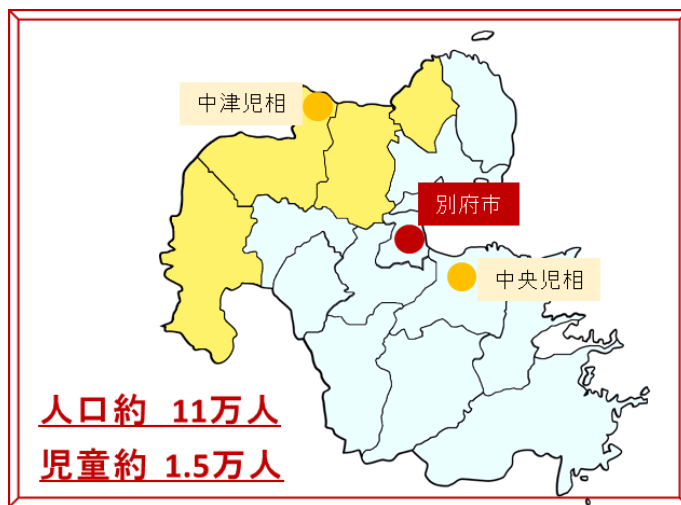 中津児相
別府市
中央児相
人口約 11万人
児童約 1.5万人